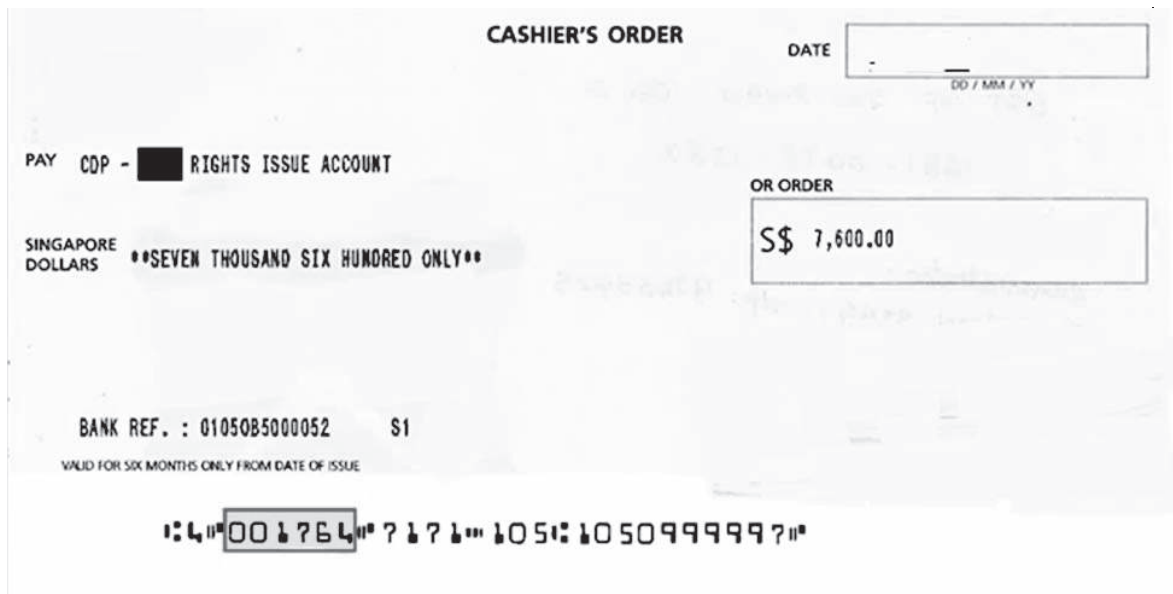 CASHIER'S ORDER
DATE
DD / MM / YY
PAY CDP - RIGHTS ISSUE ACCOUNT
OR ORDER
SINGAPORE DOLLARS **SEVEN THOUSAND SIX HUNDRED ONLY**
S$ 7,600.00
BANK REF. : 01050B5000052 S1
VALID FOR SIX MONTHS ONLY FROM DATE OF ISSUE
⑆4⑈001764⑈7171⑉105⑆1050999997⑈